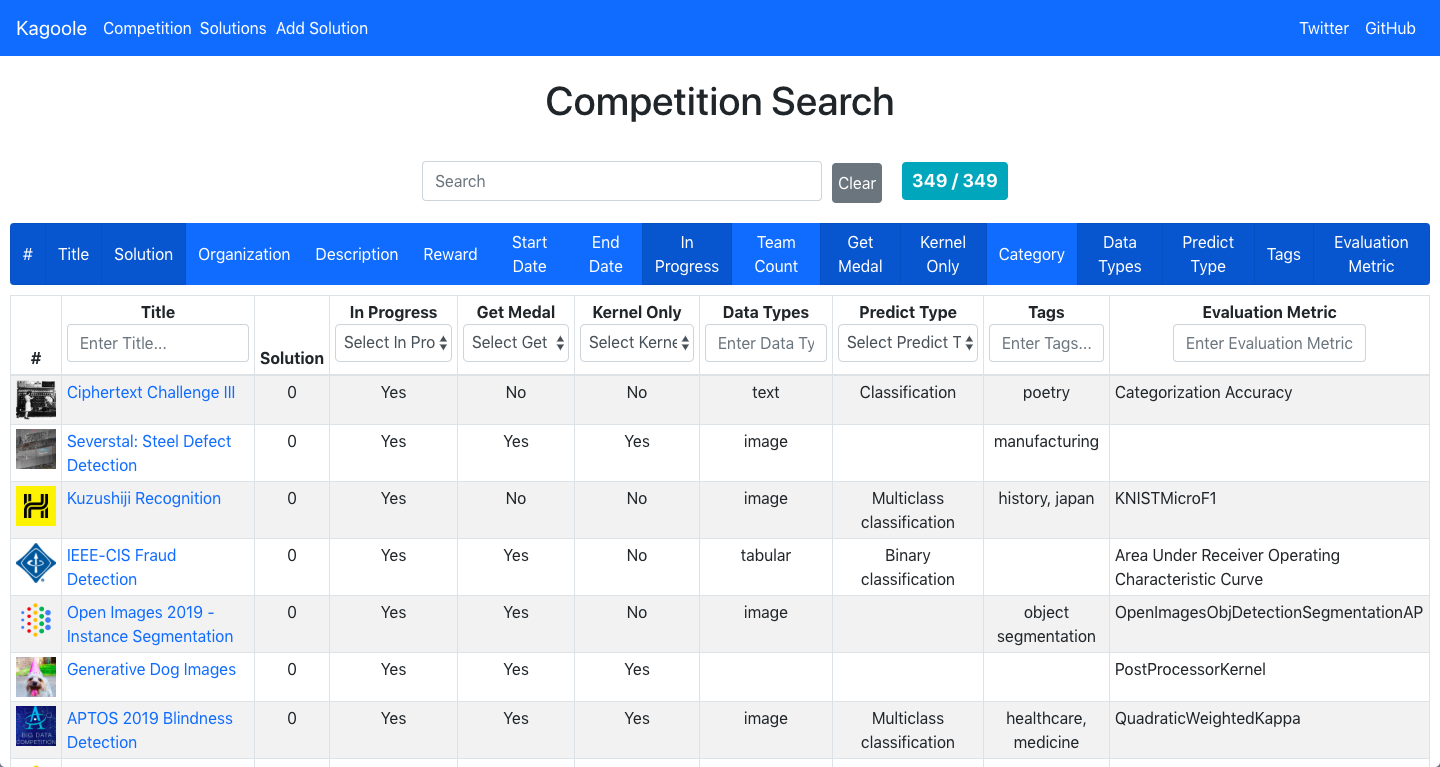 Kagoole Competition Solutions Add Solution Twitter GitHub
Competition Search
Search Clear 349 / 349
# Title Solution Organization Description Reward Start Date End Date In Progress Team Count Get Medal Kernel Only Category Data Types Predict Type Tags Evaluation Metric
# Title Solution In Progress Get Medal Kernel Only Data Types Predict Type Tags Evaluation Metric
Enter Title... Select In Pro Select Get Select Kerne Enter Data Ty Select Predict T Enter Tags... Enter Evaluation Metric
Ciphertext Challenge III 0 Yes No No text Classification poetry Categorization Accuracy
Severstal: Steel Defect Detection 0 Yes Yes Yes image manufacturing
Kuzushiji Recognition 0 Yes No No image Multiclass classification history, japan KNISTMicroF1
IEEE-CIS Fraud Detection 0 Yes Yes No tabular Binary classification Area Under Receiver Operating Characteristic Curve
Open Images 2019 - Instance Segmentation 0 Yes Yes No image object segmentation OpenImagesObjDetectionSegmentationAP
Generative Dog Images 0 Yes Yes Yes PostProcessorKernel
APTOS 2019 Blindness Detection 0 Yes Yes Yes image Multiclass classification healthcare, medicine QuadraticWeightedKappa
BIG DATA
COMPETITION